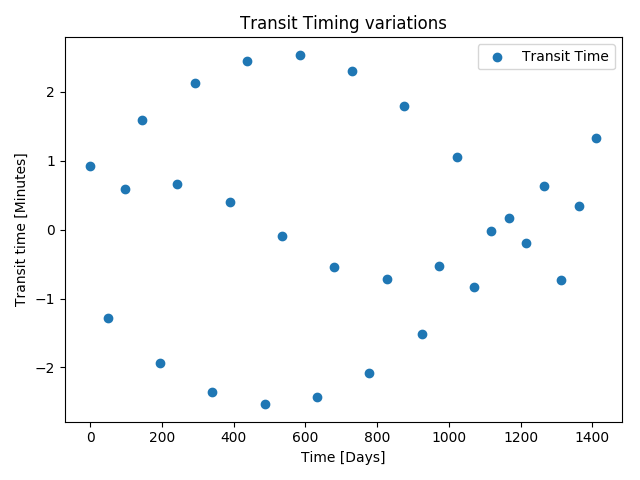 Transit Timing variations
Transit Time
Transit time [Minutes]
2
1
0
−1
−2
0 200 400 600 800 1000 1200 1400
Time [Days]